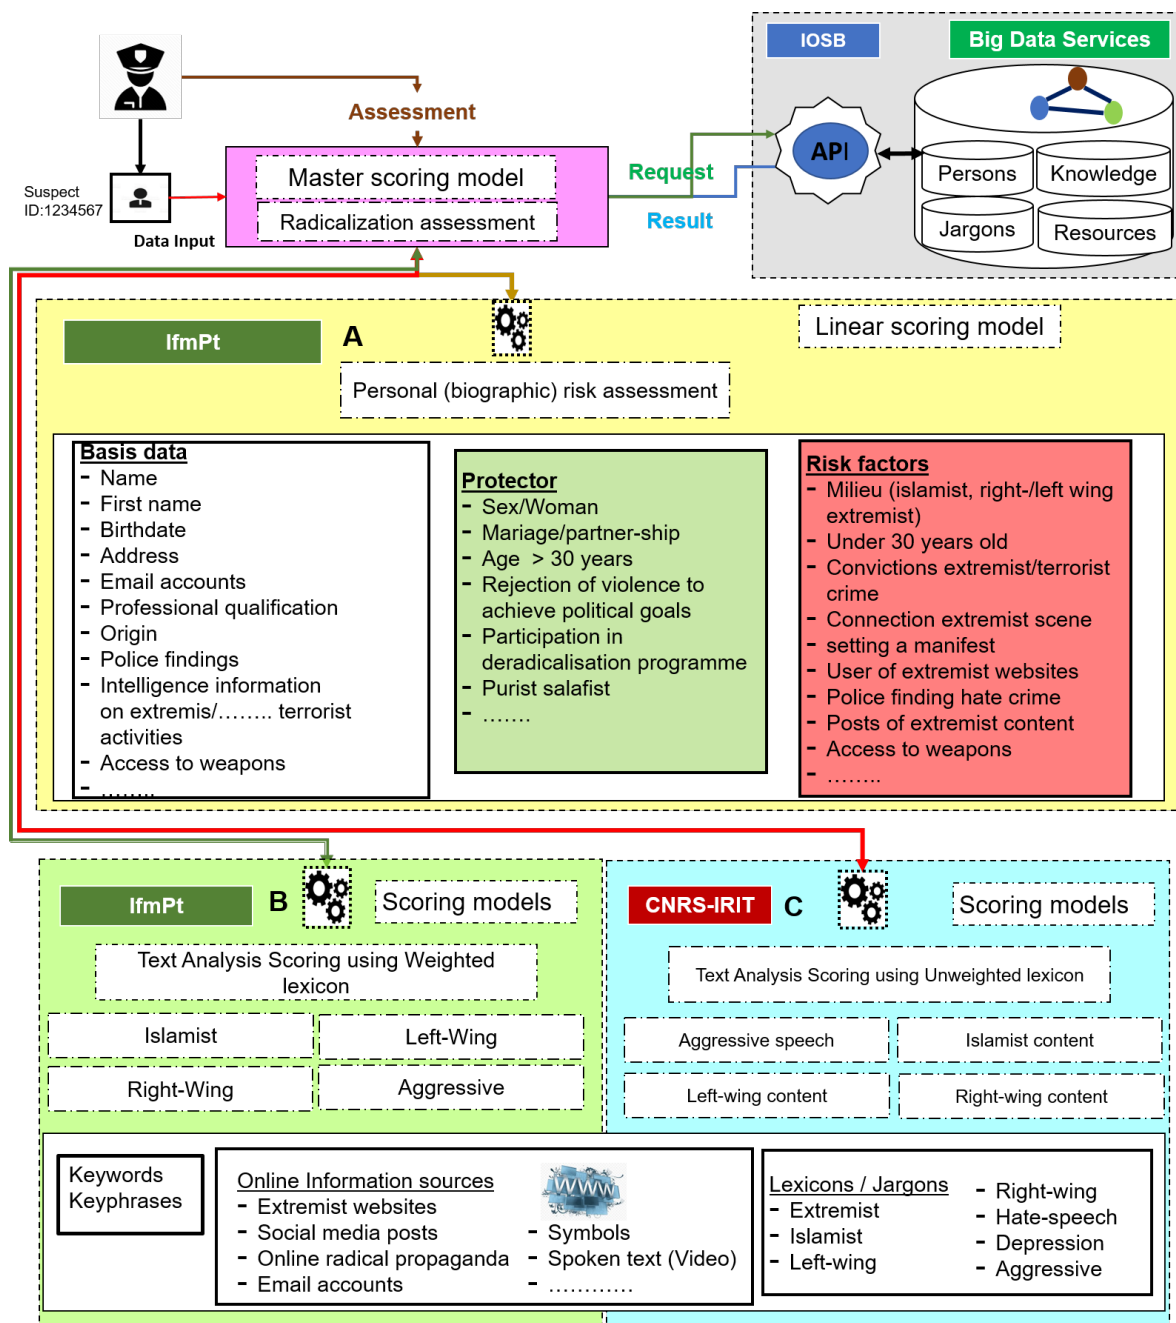 IOSB
Big Data Services
Assessment
API
Persons
Knowledge
Jargons
Resources
Suspect
ID:1234567
Data Input
Master scoring model
Radicalization assessment
Request
Result
IfmPt
A
Linear scoring model
Personal (biographic) risk assessment
Basis data
- Name
- First name
- Birthdate
- Address
- Email accounts
- Professional qualification
- Origin
- Police findings
- Intelligence information
on extremis/…….. terrorist
activities
- Access to weapons
- ……..
Protector
- Sex/Woman
- Mariage/partner-ship
- Age > 30 years
- Rejection of violence to
achieve political goals
- Participation in
deradicalisation programme
- Purist salafist
- …….
Risk factors
- Milieu (islamist, right-/left wing
extremist)
- Under 30 years old
- Convictions extremist/terrorist
crime
- Connection extremist scene
- setting a manifest
- User of extremist websites
- Police finding hate crime
- Posts of extremist content
- Access to weapons
- ……..
IfmPt
B
Scoring models
Text Analysis Scoring using Weighted
lexicon
Islamist
Left-Wing
Right-Wing
Aggressive
CNRS-IRIT
C
Scoring models
Text Analysis Scoring using Unweighted lexicon
Aggressive speech
Islamist content
Left-wing content
Right-wing content
Keywords
Keyphrases
Online Information sources
- Extremist websites
- Social media posts
- Online radical propaganda
- Email accounts
WWW
- Symbols
- Spoken text (Video)
- …………
Lexicons / Jargons
- Extremist
- Islamist
- Left-wing
- Right-wing
- Hate-speech
- Depression
- Aggressive